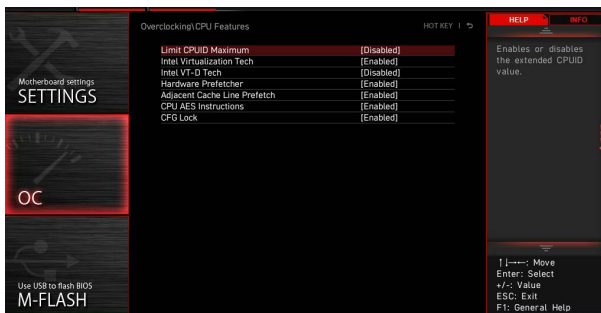 Overclocking\CPU Features
HOT KEY |
HELP
INFO
Limit CPUID Maximum [Disabled]
Intel Virtualization Tech [Enabled]
Intel VT-D Tech [Disabled]
Hardware Prefetcher [Enabled]
Adjacent Cache Line Prefetch [Enabled]
CPU AES Instructions [Enabled]
CFG Lock [Enabled]
Enables or disables
the extended CPUID
value.
Motherboard settings
SETTINGS
OC
Use USB to flash BIOS
M-FLASH
↑↓→←: Move
Enter: Select
+/-: Value
ESC: Exit
F1: General Help